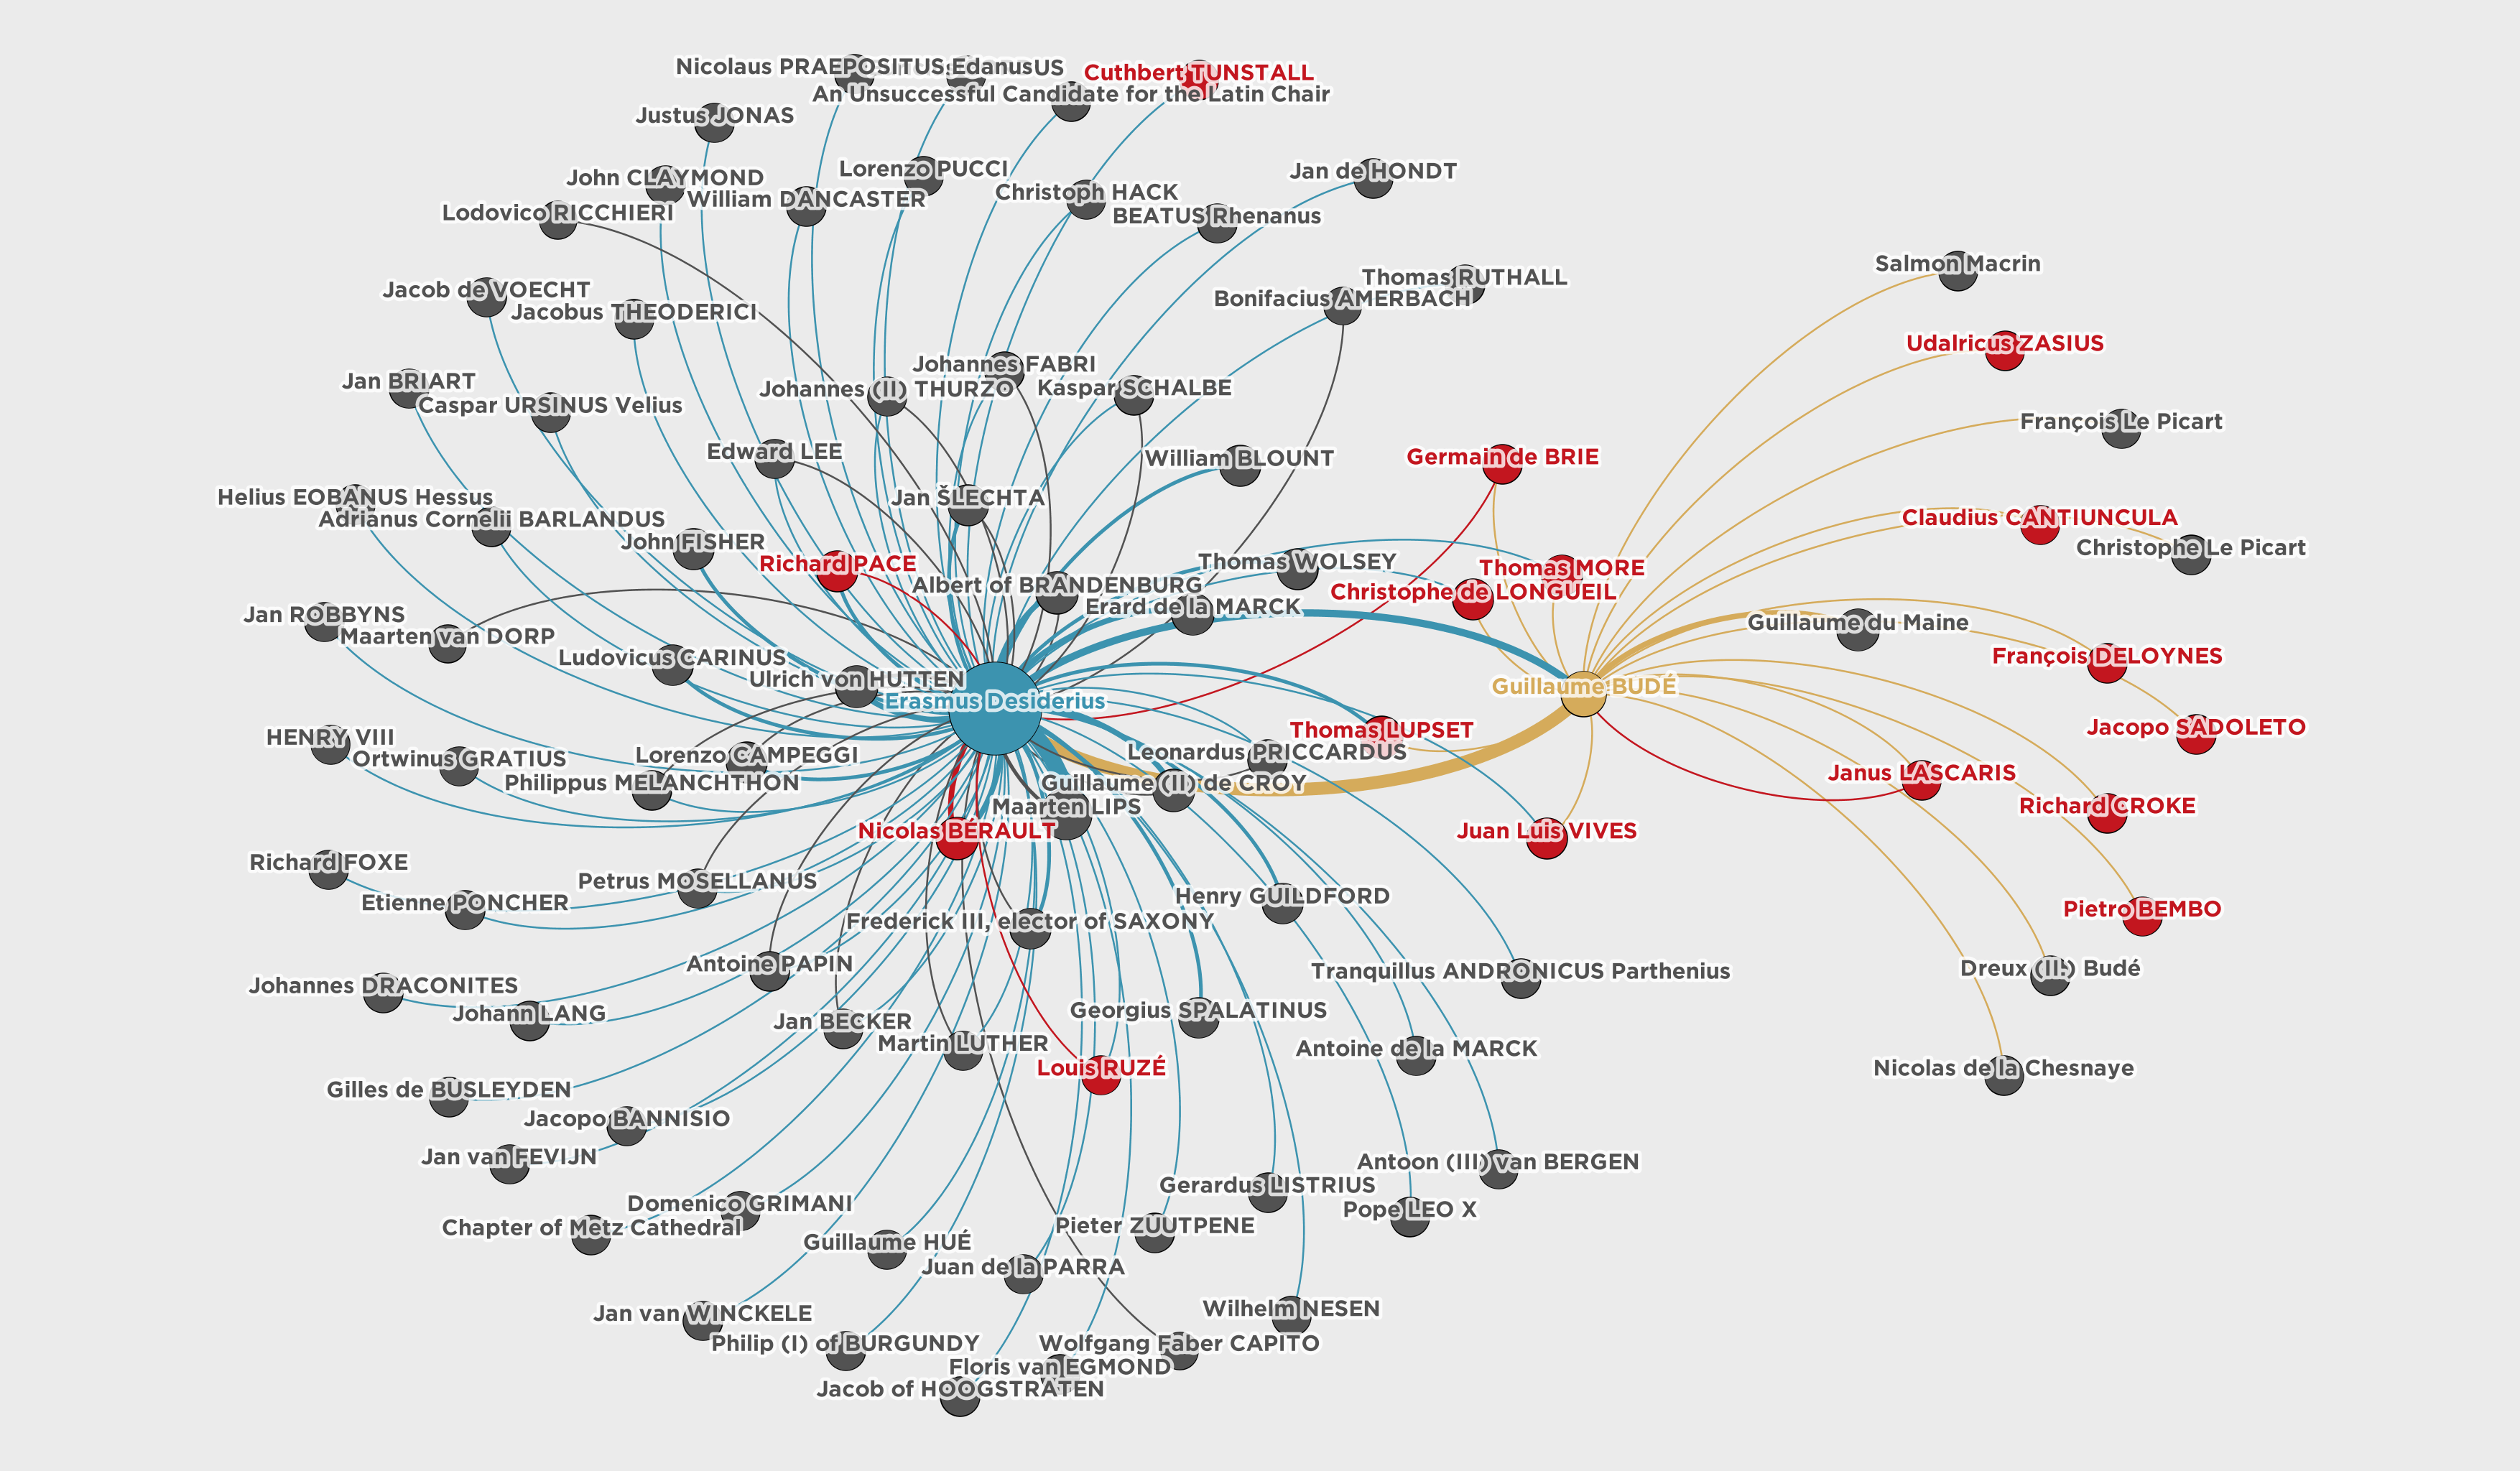 Nicolaus PRAEPOSITUS Edanus
Cuthbert TUNSTALL
An Unsuccessful Candidate for the Latin Chair
Justus JONAS
Lorenzo PUCCI
Jan de HONDT
John CLAYMOND
William DANCASTER
Christoph HACK
Lodovico RICCHIERI
BEATUS Rhenanus
Salmon Macrin
Thomas RUTHALL
Jacob de VOECHT
Bonifacius AMERBACH
Jacobus THEODERICI
Udalricus ZASIUS
Johannes FABRI
Jan BRIART
Johannes (II) THURZO
Kaspar SCHALBE
Caspar URSINUS Velius
François Le Picart
Edward LEE
William BLOUNT
Germain de BRIE
Helius EOBANUS Hessus
Jan ŠLECHTA
Adrianus Cornelii BARLANDUS
Claudius CANTIUNCULA
John FISHER
Christophe Le Picart
Richard PACE
Thomas WOLSEY
Thomas MORE
Albert of BRANDENBURG
Christophe de LONGUEIL
Jan ROBBYNS
Erard de la MARCK
Guillaume du Maine
Maarten van DORP
Ludovicus CARINUS
François DELOYNES
Ulrich von HUTTEN
Guillaume BUDÉ
Erasmus Desiderius
Jacopo SADOLETO
HENRY VIII
Thomas LUPSET
Ortwinus GRATIUS
Lorenzo CAMPEGGI
Leonardus PRICCARDUS
Janus LASCARIS
Philippus MELANCHTHON
Guillaume (II) de CROY
Maarten LIPS
Richard CROKE
Nicolas BÉRAULT
Juan Luis VIVES
Richard FOXE
Petrus MOSELLANUS
Henry GUILDFORD
Etienne PONCHER
Pietro BEMBO
Frederick III, elector of SAXONY
Antoine PAPIN
Tranquillus ANDRONICUS Parthenius
Dreux (II) Budé
Johannes DRACONITES
Johann LANG
Georgius SPALATINUS
Jan BECKER
Martin LUTHER
Antoine de la MARCK
Louis RUZÉ
Nicolas de la Chesnaye
Gilles de BUSLEYDEN
Jacopo BANNISIO
Jan van FEVIJN
Antoon (III) van BERGEN
Gerardus LISTRIUS
Domenico GRIMANI
Pope LEO X
Chapter of Metz Cathedral
Pieter ZUUTPENE
Guillaume HUÉ
Juan de la PARRA
Jan van WINCKELE
Wilhelm NESEN
Philip (I) of BURGUNDY
Wolfgang Faber CAPITO
Floris van EGMOND
Jacob of HOOGSTRATEN